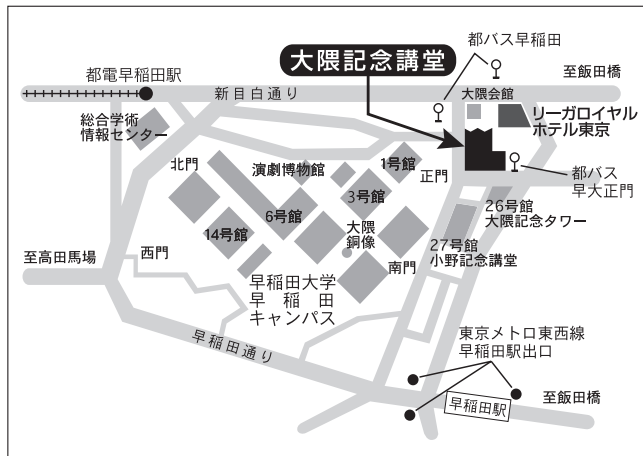 都バス早稲田
大隈記念講堂
都電早稲田駅
新目白通り
大隈会館
至飯田橋
リーガロイヤル
ホテル東京
総合学術
情報センター
北門
演劇博物館
1号館
正門
都バス
早大正門
3号館
6号館
14号館
大隈
銅像
26号館
大隈記念タワー
27号館
小野記念講堂
至高田馬場
西門
南門
早稲田大学
早稲田
キャンパス
早稲田通り
東京メトロ東西線
早稲田駅出口
早稲田駅
至飯田橋